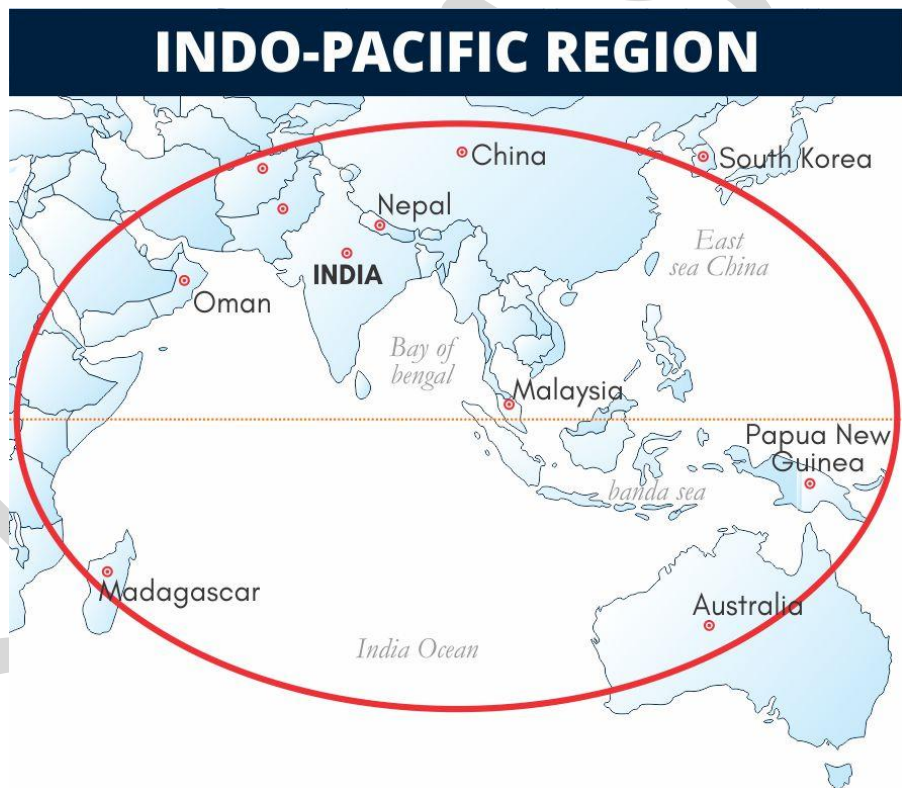 INDO-PACIFIC REGION
China
South Korea
Nepal
East
sea China
INDIA
Oman
Bay of
bengal
Malaysia
Papua New
Guinea
banda sea
Madagascar
Australia
India Ocean